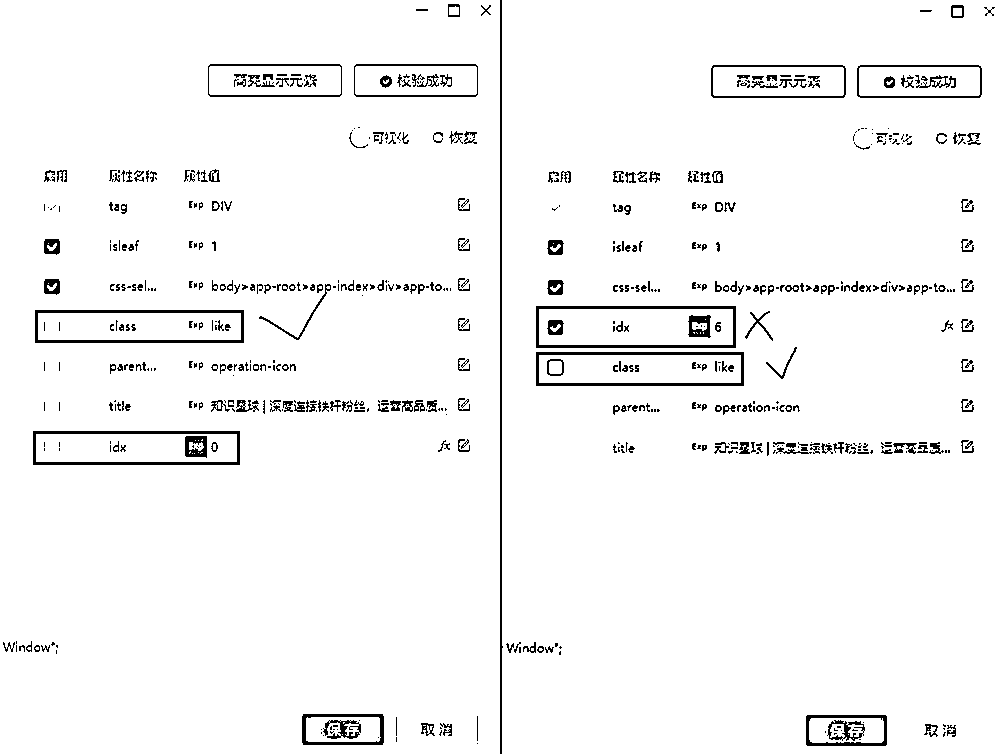 高亮显示元素 校验成功
可视化 恢复
启用 属性名称 属性值
tag Exp DIV
isleaf Exp 1
css-sel... Exp body>app-root>app-index>div>app-to...
class Exp like
parent... Exp operation-icon
title Exp 知识星球 | 深度连接铁杆粉丝，运营高品质...
idx Exp 0 fx
Window";
保存 取消
高亮显示元素 校验成功
可视化 恢复
启用 属性名称 属性值
tag Exp DIV
isleaf Exp 1
css-sel... Exp body>app-root>app-index>div>app-to...
idx Exp 6 fx
class Exp like
parent... Exp operation-icon
title Exp 知识星球 | 深度连接铁杆粉丝，运营高品质...
Window";
保存 取消